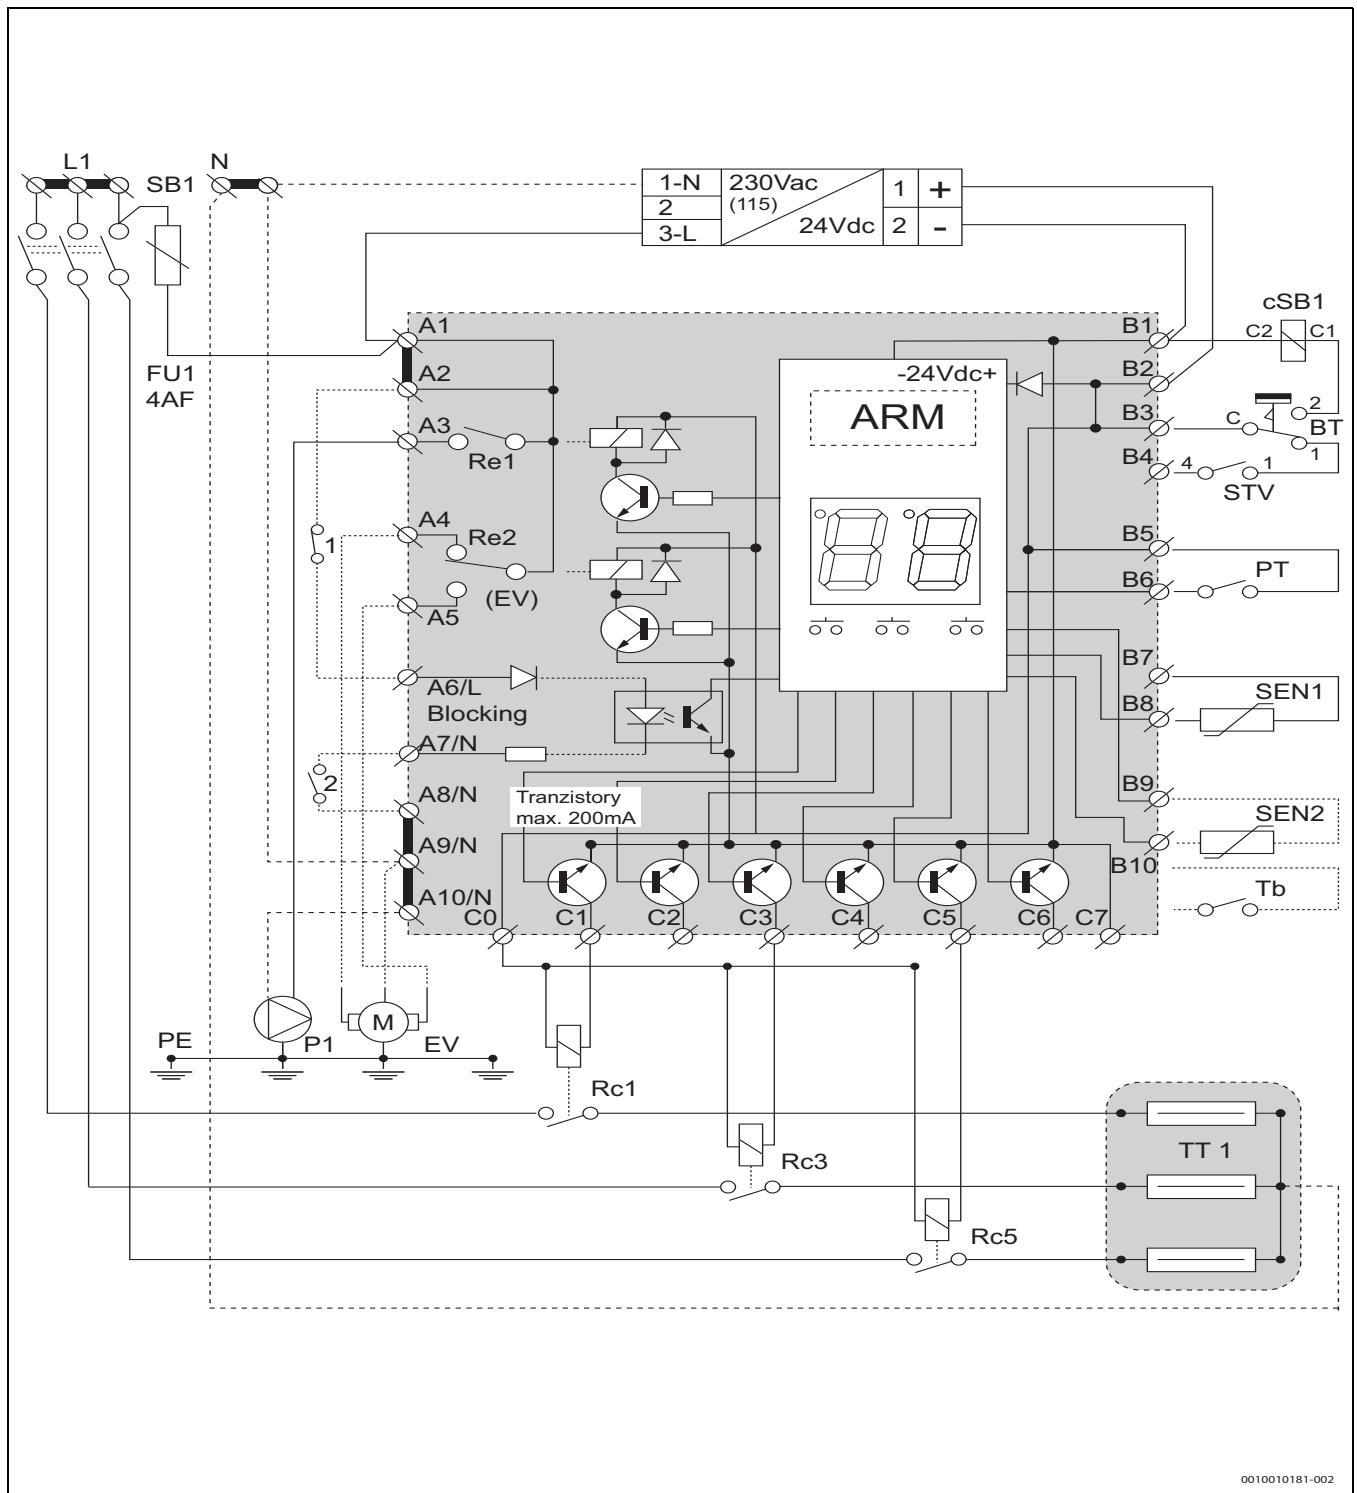 L1
N
SB1
1-N
230Vac
1
+
2
(115)
3-L
24Vdc
2
-
FU1
4AF
A1
A2
A3
Re1
A4
Re2
(EV)
A5
1
A6/L
Blocking
A7/N
2
A8/N
A9/N
A10/N
-24Vdc+
ARM
Tranzistory
max. 200mA
B1
B2
B3
B4
B5
B6
B7
B8
B9
B10
cSB1
C2
C1
2
C
BT
1
4
1
STV
PT
SEN1
SEN2
Tb
C0
C1
C2
C3
C4
C5
C6
C7
PE
P1
M
EV
Rc1
Rc3
Rc5
TT 1
0010010181-002